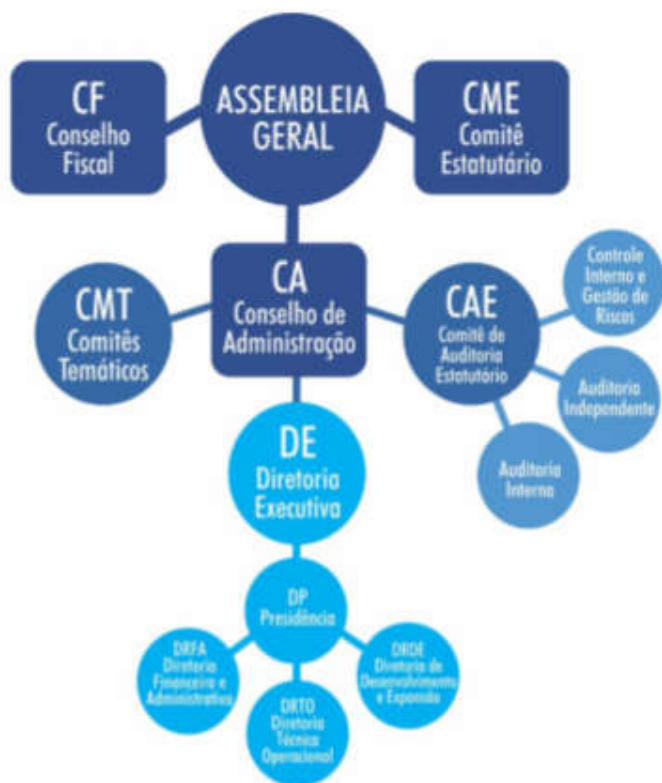 CF
Conselho
Fiscal
ASSEMBLEIA
GERAL
CME
Comitê
Estatutário
CMT
Comitês
Temáticos
CA
Conselho de
Administração
CAE
Comitê de
Auditoria
Estatutário
Controle
Interno e
Gestão de
Riscos
Auditoria
Independente
Auditoria
Interna
DE
Diretoria
Executiva
DP
Presidência
DRFA
Diretoria
Financeira e
Administrativa
DRTO
Diretoria
Técnica
Operacional
DRDE
Diretoria de
Desenvolvimento
e Expansão